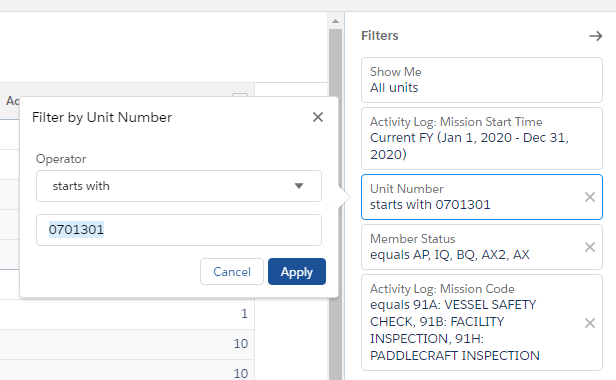 Filters
Show Me
All units
Ac
Filter by Unit Number
Activity Log: Mission Start Time
Current FY (Jan 1, 2020 - Dec 31,
2020)
Operator
starts with
Unit Number
starts with 0701301
0701301
Member Status
equals AP, IQ, BQ, AX2, AX
Cancel
Apply
Activity Log: Mission Code
equals 91A: VESSEL SAFETY
CHECK, 91B: FACILITY
INSPECTION, 91H:
PADDLECRAFT INSPECTION
1
10
10